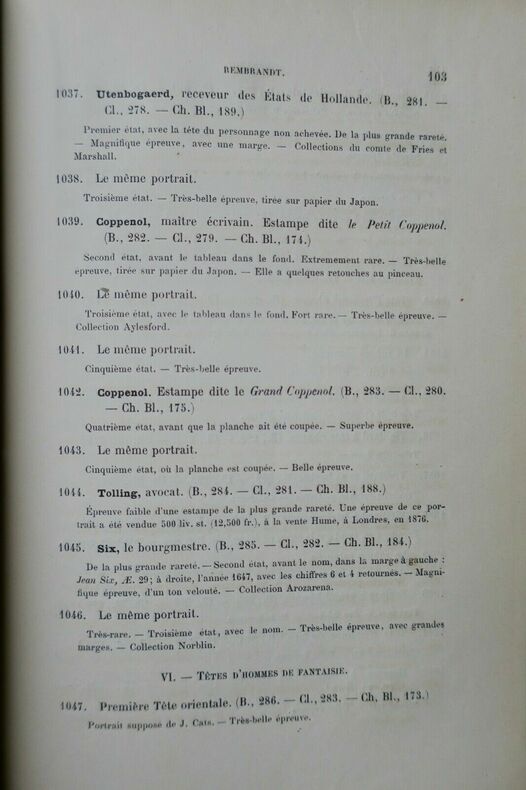 REMBRANDT.
103
1037. Utenbogaerd, receveur des États de Hollande. (B., 281. —
Cl., 278. — Ch. Bl., 189.)
Premier état, avec la tête du personnage non achevée. De la plus grande rareté.
— Magnifique épreuve, avec une marge. — Collections du comte de Fries et
Marshall.
1038. Le même portrait.
Troisième état. — Très-belle épreuve, tirée sur papier du Japon.
1039. Coppenol, maître écrivain. Estampe dite le Petit Coppenol.
(B., 282. — Cl., 279. — Ch. Bl., 174.)
Second état, avant le tableau dans le fond. Extremement rare. — Très-belle
épreuve, tirée sur papier du Japon. — Elle a quelques retouches au pinceau.
1040. Le même portrait.
Troisième état, avec le tableau dans le fond. Fort rare. — Très-belle épreuve. —
Collection Aylesford.
1041. Le même portrait.
Cinquième état. — Très-belle épreuve.
1042. Coppenol. Estampe dite le Grand Coppenol. (B., 283. — Cl., 280.
— Ch. Bl., 175.)
Quatrième état, avant que la planche ait été coupée. — Superbe épreuve.
1043. Le même portrait.
Cinquième état, où la planche est coupée. — Belle épreuve.
1044. Tolling, avocat. (B., 284. — Cl., 281. — Ch. Bl., 188.)
Épreuve faible d'une estampe de la plus grande rareté. Une épreuve de ce por-
trait a été vendue 500 liv. st. (12,500 fr.), à la vente Hume, à Londres, en 1876.
1045. Six, le bourgmestre. (B., 285. — Cl., 282. — Ch. Bl., 184.)
De la plus grande rareté. — Second état, avant le nom, dans la marge à gauche :
Jean Six, Æ. 29; à droite, l'année 1647, avec les chiffres 6 et 4 retournés. — Magni-
fique épreuve, d'un ton velouté. — Collection Arozarena.
1046. Le même portrait.
Très-rare. — Troisième état, avec le nom. — Très-belle épreuve, avec grandes
marges. — Collection Norblin.
VI. — TÊTES D'HOMMES DE FANTAISIE.
1047. Première Tête orientale. (B., 286. — Cl., 283. — Ch. Bl., 173.)
Portrait supposé de J. Cats. — Très-belle épreuve.